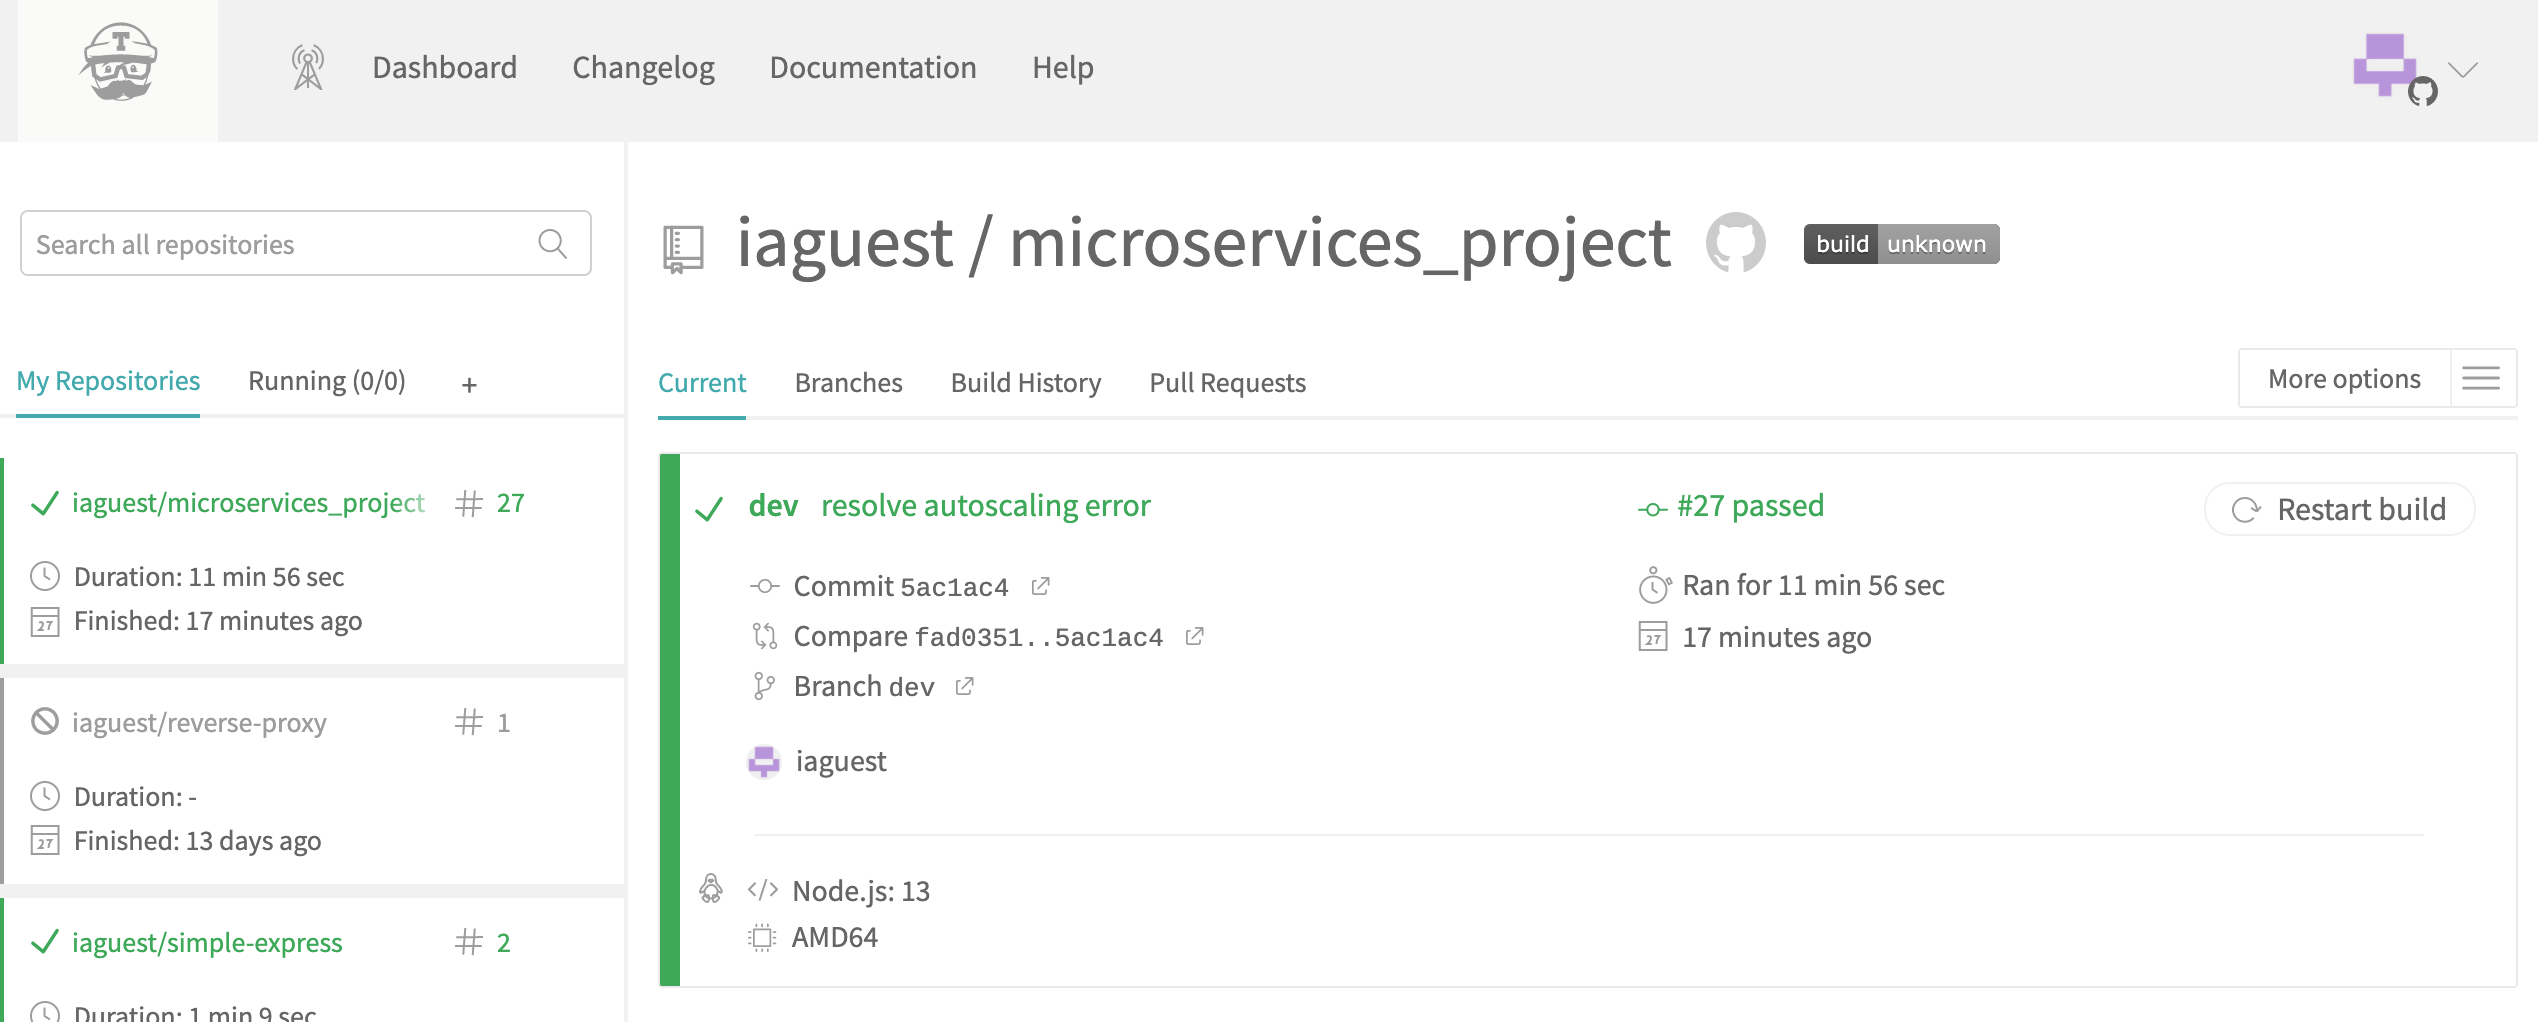 Dashboard Changelog Documentation Help
Search all repositories
My Repositories Running (0/0) +
iaguest/microservices_project # 27
Duration: 11 min 56 sec
27 Finished: 17 minutes ago
iaguest/reverse-proxy # 1
Duration: -
27 Finished: 13 days ago
iaguest/simple-express # 2
Duration: 1 min 9 sec
iaguest / microservices_project build unknown
Current Branches Build History Pull Requests More options
dev resolve autoscaling error
Commit 5ac1ac4
Compare fad0351..5ac1ac4
Branch dev
iaguest
#27 passed
Ran for 11 min 56 sec
27 17 minutes ago
Restart build
</> Node.js: 13
AMD64